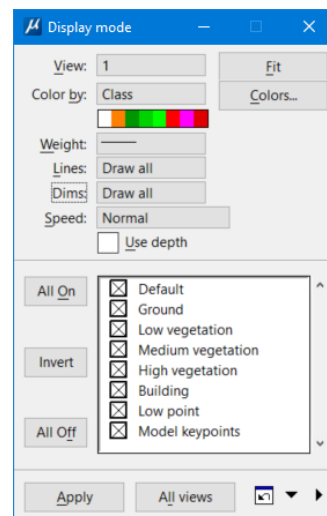 Display mode
View: 1
Fit
Color by: Class
Colors...
Weight:
Lines: Draw all
Dims: Draw all
Speed: Normal
Use depth
All On
Default
Ground
Low vegetation
Medium vegetation
Invert
High vegetation
Building
Low point
All Off
Model keypoints
Apply
All views